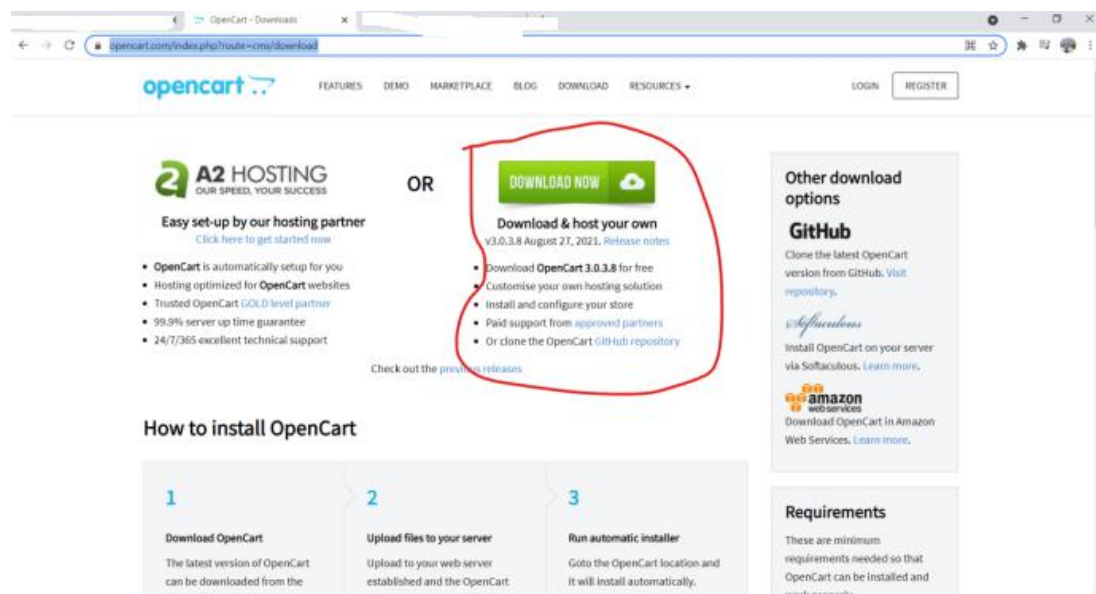 OpenCart - Downloads
opencart.com/index.php?route=cms/download
opencart
FEATURES DEMO MARKETPLACE BLOG DOWNLOAD RESOURCES
LOGIN REGISTER
A2 HOSTING
OUR SPEED, YOUR SUCCESS
Easy set-up by our hosting partner
Click here to get started now
• OpenCart is automatically setup for you
• Hosting optimized for OpenCart websites
• Trusted OpenCart GOLD level partner
• 99.9% server up time guarantee
• 24/7/365 excellent technical support
OR
DOWNLOAD NOW
Download & host your own
v3.0.3.8 August 27, 2021. Release notes
• Download OpenCart 3.0.3.8 for free
• Customise your own hosting solution
• Install and configure your store
• Paid support from approved partners
• Or clone the OpenCart GitHub repository
Check out the previous releases
Other download
options
GitHub
Clone the latest OpenCart
version from GitHub. Visit
repository.
Softaculous
Install OpenCart on your server
via Softaculous. Learn more.
amazon
web services
Download OpenCart in Amazon
Web Services. Learn more.
How to install OpenCart
1
Download OpenCart
The latest version of OpenCart
can be downloaded from the
2
Upload files to your server
Upload to your web server
established and the OpenCart
3
Run automatic installer
Goto the OpenCart location and
it will install automatically.
Requirements
These are minimum
requirements needed so that
OpenCart can be installed and